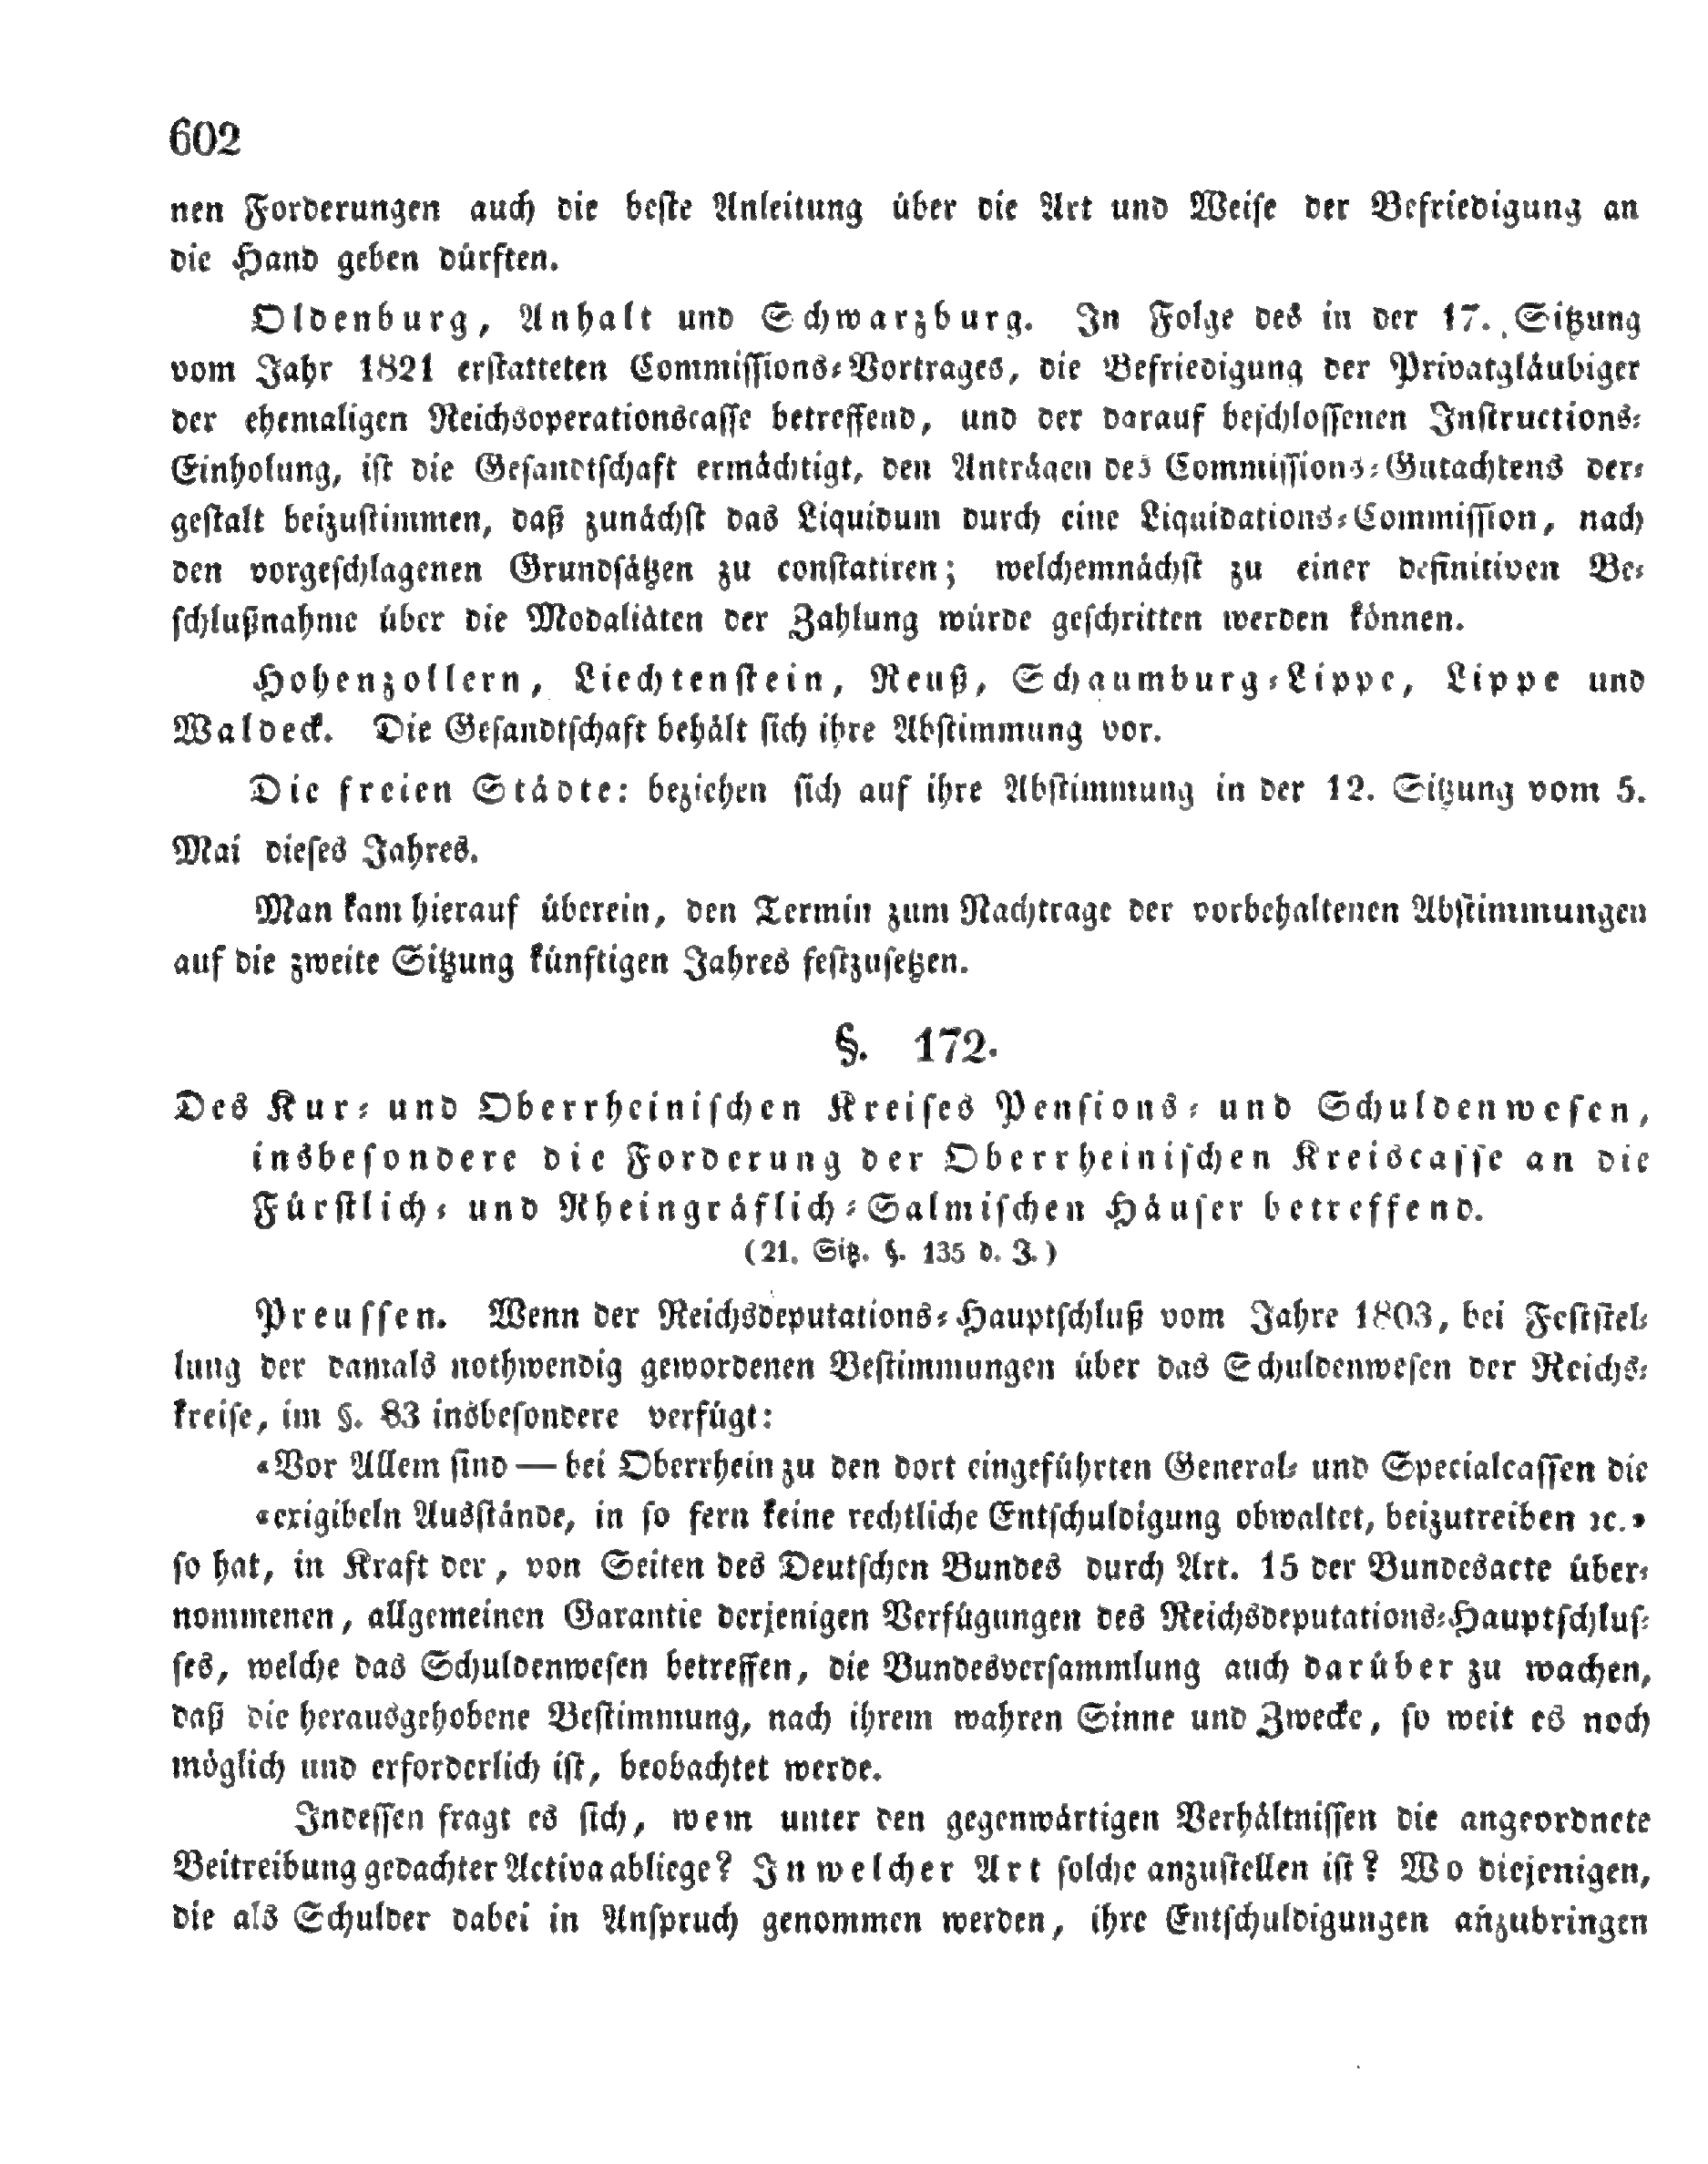 602
nen Forderungen auch die beſte Anleitung über die Art und Weiſe der Befriedigung an
die Hand geben dürften.
Oldenburg, Anhalt und Schwarzburg. In Folge des in der 17. Sitzung
vom Jahr 1821 erſtatteten Commiſſions-Vortrages, die Befriedigung der Privatgläubiger
der ehemaligen Reichsoperationscaſſe betreffend, und der darauf beſchloſſenen Inſtructions-
Einholung, iſt die Geſandtſchaft ermächtigt, den Anträgen des Commiſſions-Gutachtens der-
geſtalt beizuſtimmen, daß zunächſt das Liquidum durch eine Liquidations-Commiſſion, nach
den vorgeſchlagenen Grundſätzen zu conſtatiren; welchemnächſt zu einer definitiven Be-
ſchlußnahme über die Modaliäten der Zahlung würde geſchritten werden können.
Hohenzollern, Liechtenſtein, Reuß, Schaumburg-Lippe, Lippe und
Waldeck. Die Geſandtſchaft behält ſich ihre Abſtimmung vor.
Die freien Städte: beziehen ſich auf ihre Abſtimmung in der 12. Sitzung vom 5.
Mai dieſes Jahres.
Man kam hierauf überein, den Termin zum Nachtrage der vorbehaltenen Abſtimmungen
auf die zweite Sitzung künftigen Jahres feſtzuſetzen.
§. 172.
Des Kur- und Oberrheiniſchen Kreiſes Penſions- und Schuldenweſen,
insbeſondere die Forderung der Oberrheiniſchen Kreiscaſſe an die
Fürſtlich- und Rheingräflich-Salmiſchen Häuſer betreffend.
(21. Sitz. §. 135 d. J.)
Preuſſen. Wenn der Reichsdeputations-Hauptſchluß vom Jahre 1803, bei Feſtſtel-
lung der damals nothwendig gewordenen Beſtimmungen über das Schuldenweſen der Reichs-
kreiſe, im §. 83 insbeſondere verfügt:
«Vor Allem ſind — bei Oberrhein zu den dort eingeführten General- und Specialcaſſen die
«exigibeln Ausſtände, in ſo fern keine rechtliche Entſchuldigung obwaltet, beizutreiben ꝛc.»
ſo hat, in Kraft der, von Seiten des Deutſchen Bundes durch Art. 15 der Bundesacte über-
nommenen, allgemeinen Garantie derjenigen Verfügungen des Reichsdeputations-Hauptſchluſ-
ſes, welche das Schuldenweſen betreffen, die Bundesverſammlung auch darüber zu wachen,
daß die herausgehobene Beſtimmung, nach ihrem wahren Sinne und Zwecke, ſo weit es noch
möglich und erforderlich iſt, beobachtet werde.
Indeſſen fragt es ſich, wem unter den gegenwärtigen Verhältniſſen die angeordnete
Beitreibung gedachter Activa abliege? In welcher Art ſolche anzuſtellen iſt? Wo diejenigen,
die als Schulder dabei in Anſpruch genommen werden, ihre Entſchuldigungen anzubringen